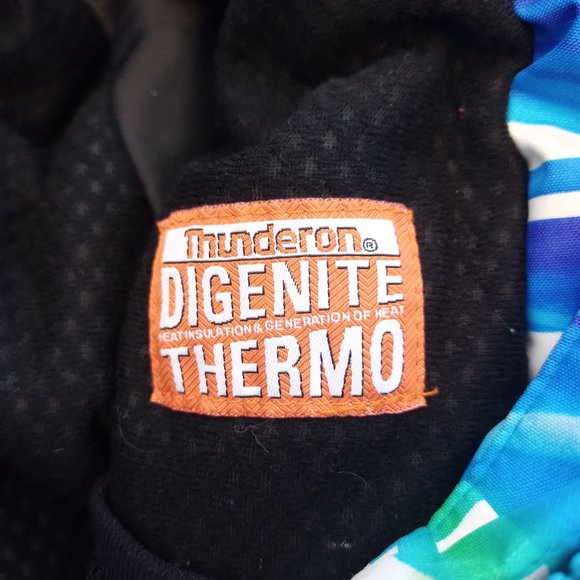 Thunderon®
DIGENITE
HEAT INSULATION & GENERATION OF HEAT
THERMO